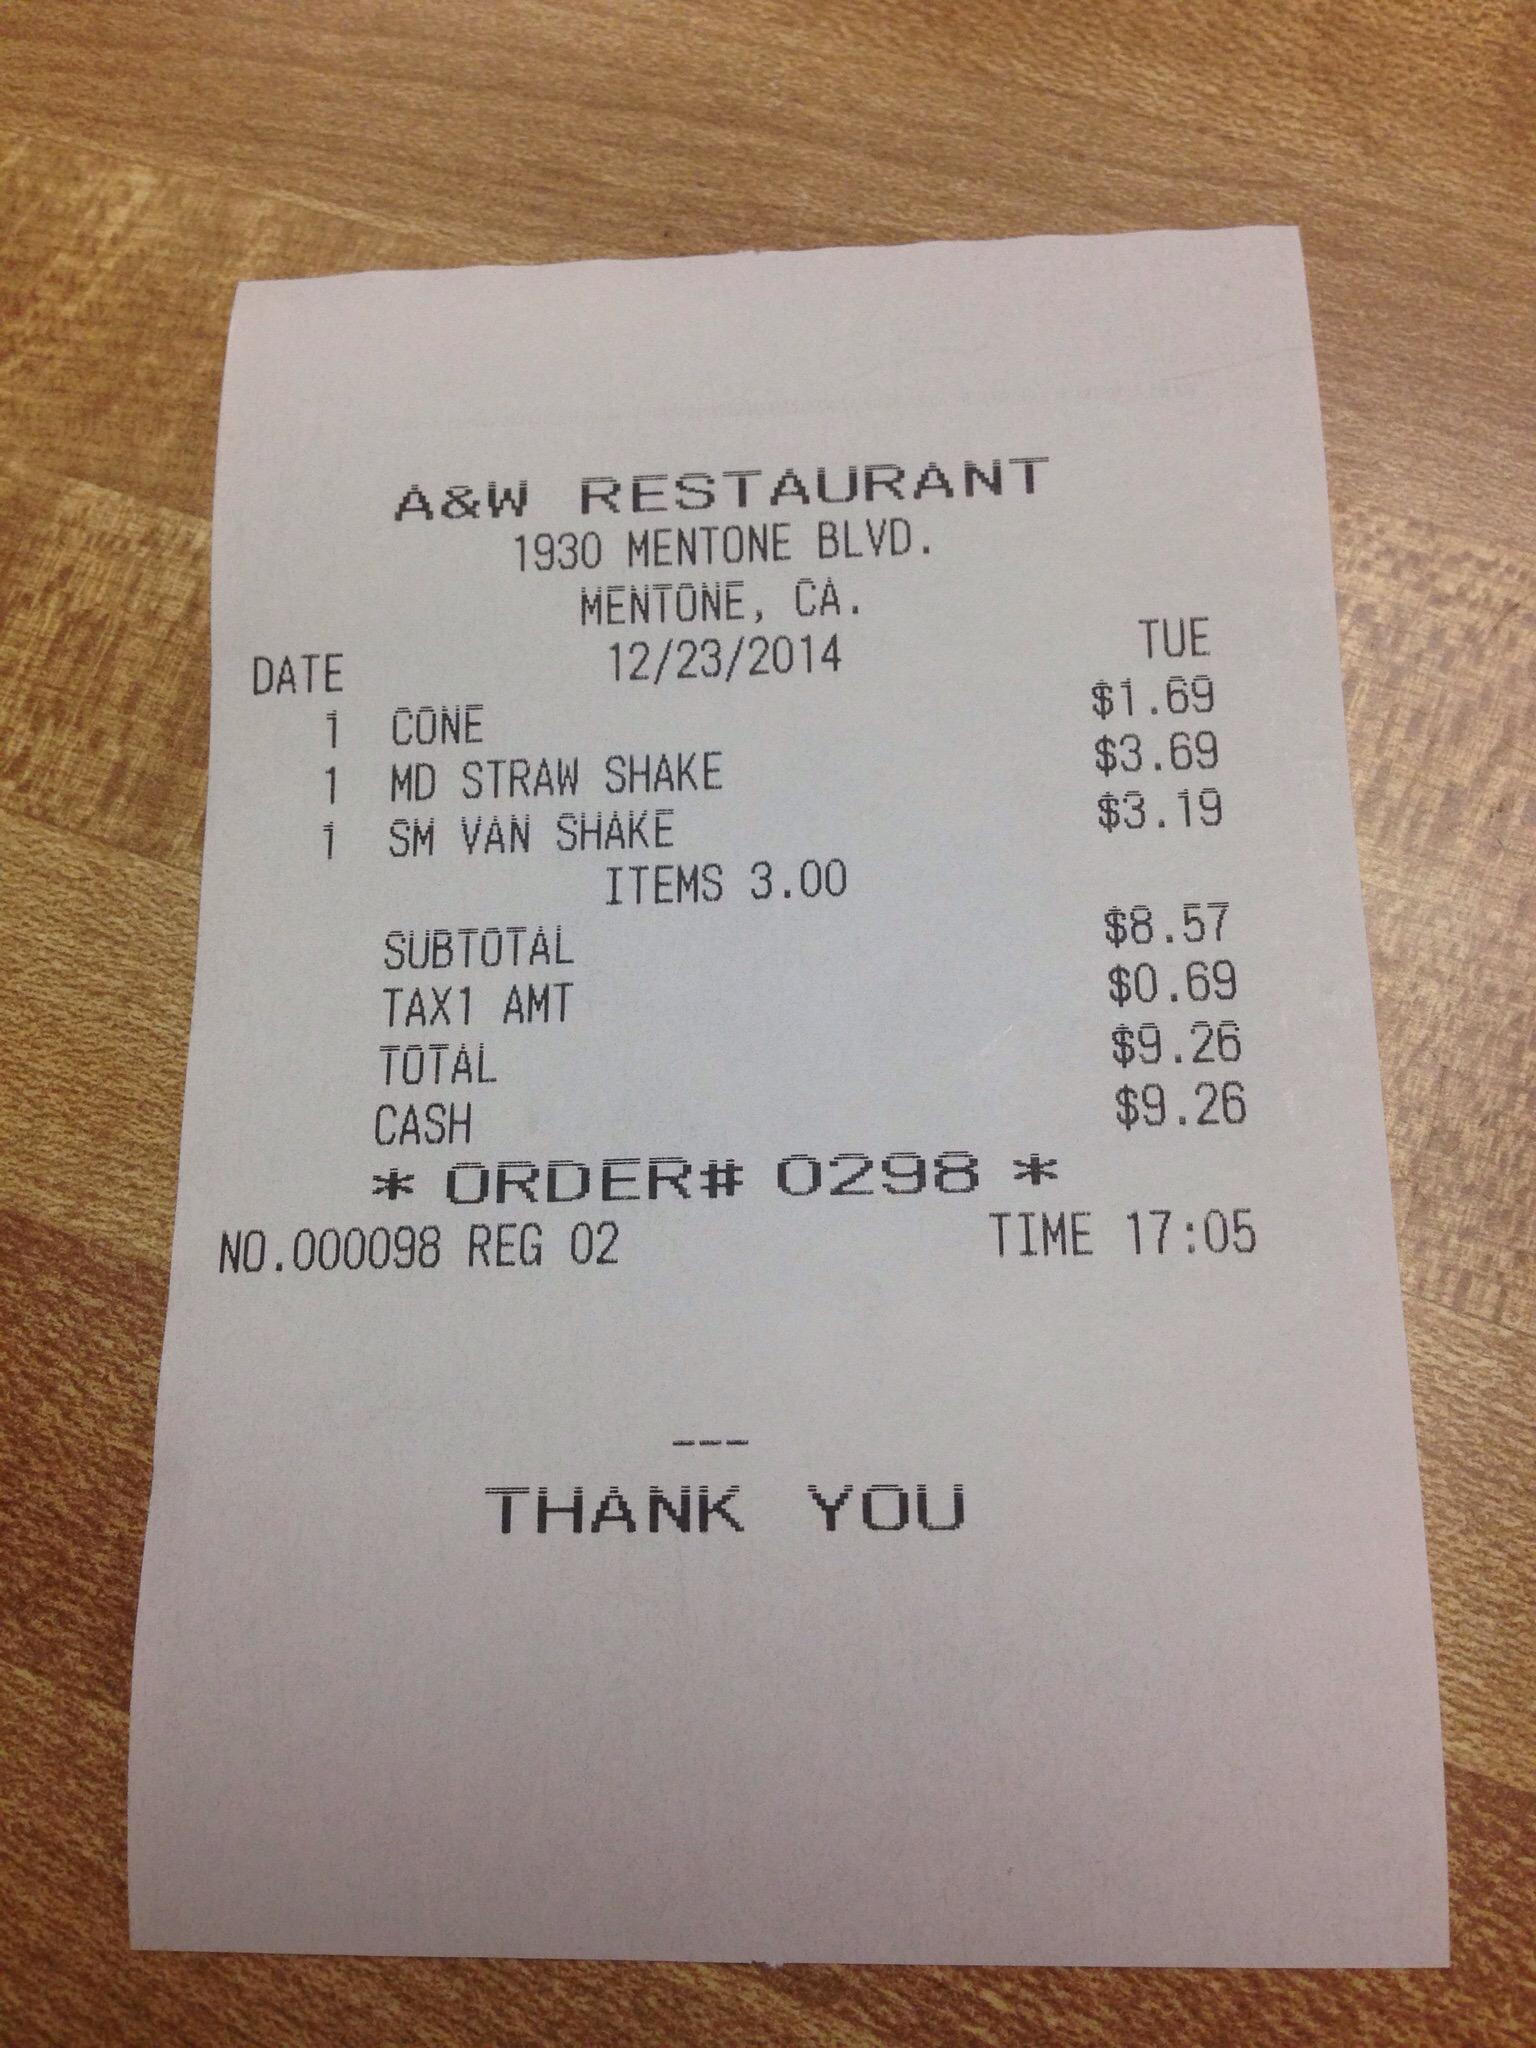 A&W RESTAURANT
1930 MENTONE BLVD.
MENTONE, CA.
DATE 12/23/2014 TUE
1 CONE $1.69
1 MD STRAW SHAKE $3.69
1 SM VAN SHAKE $3.19
ITEMS 3.00
SUBTOTAL $8.57
TAX1 AMT $0.69
TOTAL $9.26
CASH $9.26
* ORDER# 0298 *
NO.000098 REG 02 TIME 17:05
---
THANK YOU